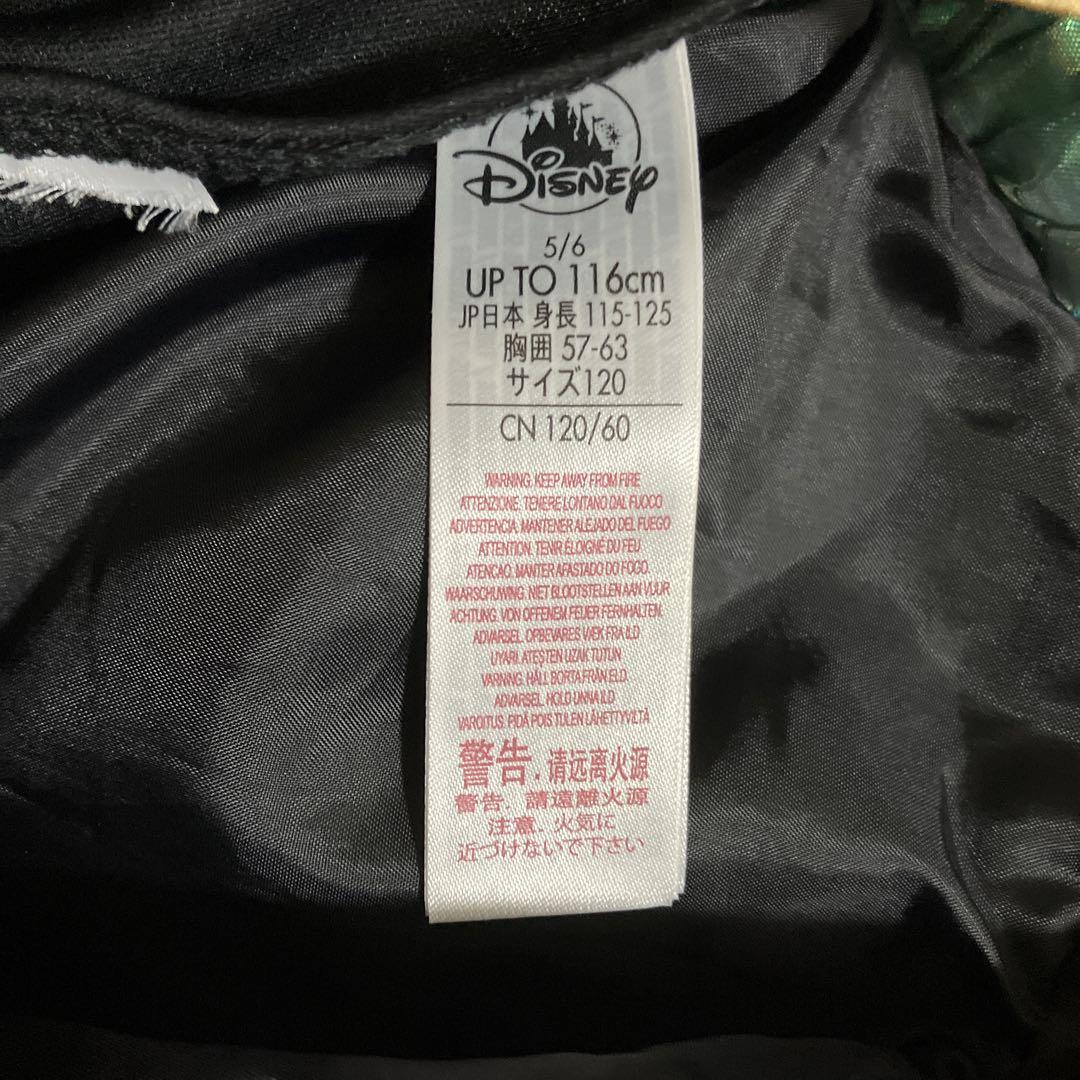 Disney
5/6
UP TO 116cm
JP日本 身長 115-125
胸囲 57-63
サイズ120
CN 120/60
WARNING. KEEP AWAY FROM FIRE
ATTENZIONE. TENERE LONTANO DAL FUOCO
ADVERTENCIA. MANTENER ALEJADO DEL FUEGO
ATTENTION. TENIR ÉLOIGNÉ DU FEU
ATENCAO. MANTER AFASTADO DO FOGO.
WAARSCHUWING. NIET BLOOTSTELLEN AAN VUUR
ACHTUNG. VON OFFENEM FEUER FERNHALTEN.
ADVARSEL. OPBEVARES VÆK FRA ILD
UYARI. ATEŞTEN UZAK TUTUN
VARNING. HÅLL BORTA FRÅN ELD.
ADVARSEL. HOLD UNNA ILD
VAROITUS. PIDÄ POIS TULEN LÄHETTYVILTÄ
警告. 请远离火源
警告. 請遠離火源
注意. 火気に
近づけないで下さい